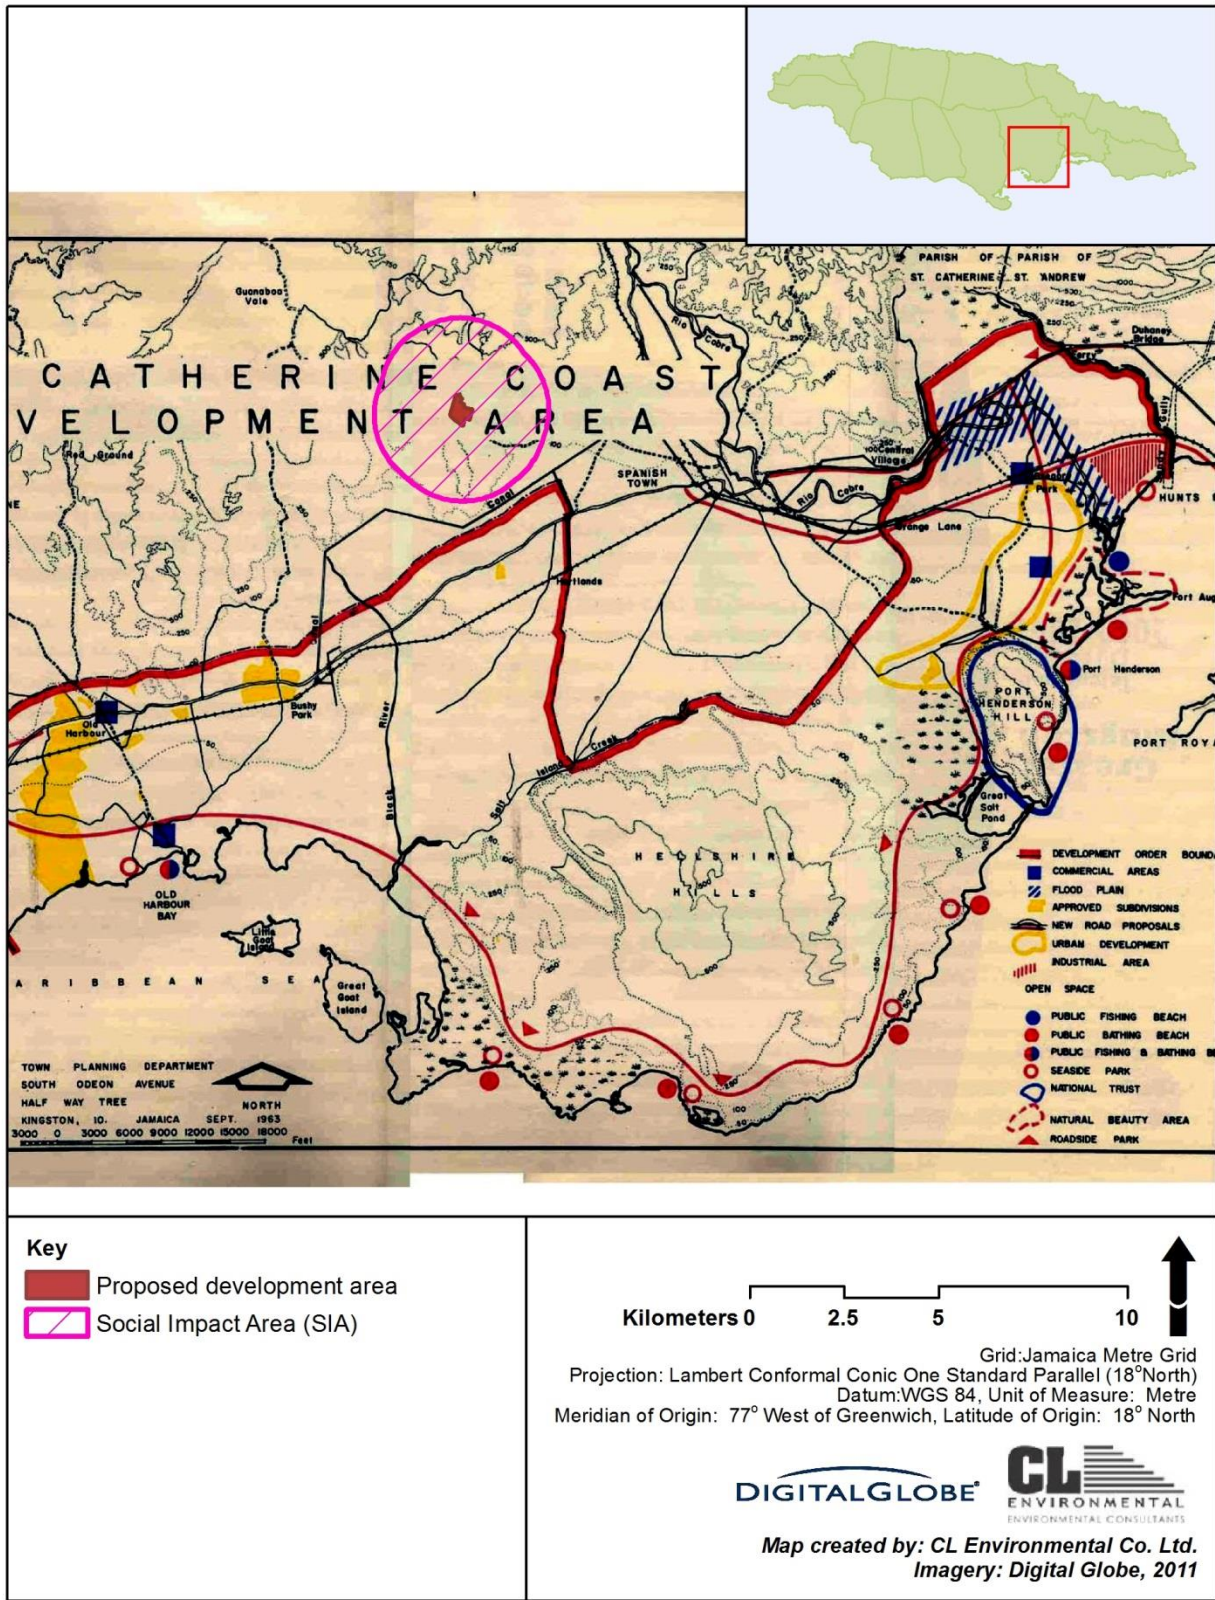 PARISH OF PARISH OF
ST. CATHERINE ST. ANDREW
Guanaboa
Vale
Rio
Cobre
Duhaney
Bridge
Ferry
Gully
CATHERINE COAST
VELOPMENT AREA
Red Ground
Central
Village
SPANISH
TOWN
Canal
Rio Cobre
Park
HUNTS
Orange Lane
Hartlands
Port Aug
Port Henderson
PORT
HENDERSON
HILL
PORT ROYA
Bushy
Park
Old
Harbour
River
Black
Salt
Island
Creek
Great
Salt
Pond
HELLSHIRE
HILLS
OLD
HARBOUR
BAY
Little
Goat
Island
Great
Goat
Island
ARIBBEAN SEA
DEVELOPMENT ORDER BOUND
COMMERCIAL AREAS
FLOOD PLAIN
APPROVED SUBDIVISIONS
NEW ROAD PROPOSALS
URBAN DEVELOPMENT
INDUSTRIAL AREA
OPEN SPACE
PUBLIC FISHING BEACH
PUBLIC BATHING BEACH
PUBLIC FISHING & BATHING BE
SEASIDE PARK
NATIONAL TRUST
NATURAL BEAUTY AREA
ROADSIDE PARK
TOWN PLANNING DEPARTMENT
SOUTH ODEON AVENUE
HALF WAY TREE
KINGSTON, 10. JAMAICA SEPT. 1963
NORTH
3000 0 3000 6000 9000 12000 15000 18000 Feet
Key
Proposed development area
Social Impact Area (SIA)
Kilometers 0 2.5 5 10
Grid:Jamaica Metre Grid
Projection: Lambert Conformal Conic One Standard Parallel (18°North)
Datum:WGS 84, Unit of Measure: Metre
Meridian of Origin: 77° West of Greenwich, Latitude of Origin: 18° North
DIGITALGLOBE®
CL
ENVIRONMENTAL
ENVIRONMENTAL CONSULTANTS
Map created by: CL Environmental Co. Ltd.
Imagery: Digital Globe, 2011